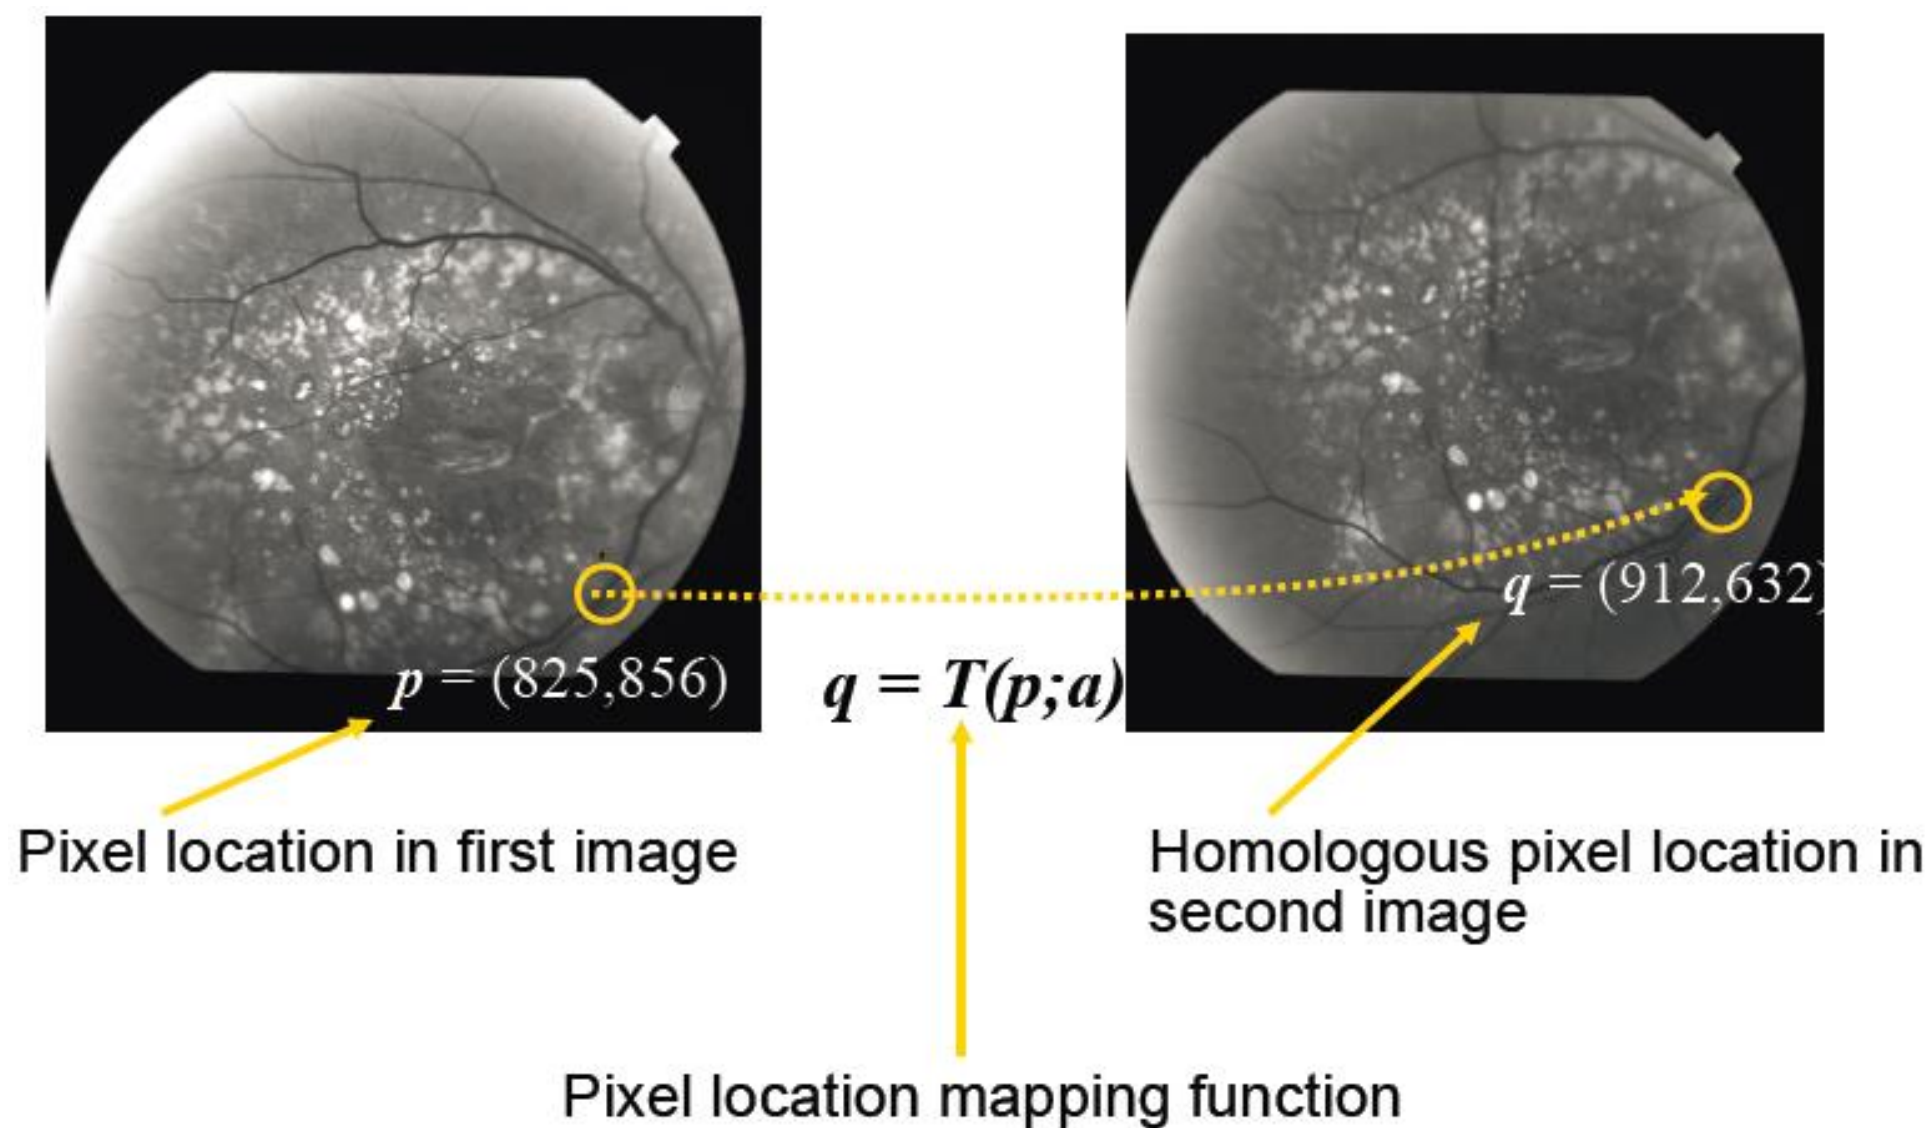 p = (825,856)
q = T(p;a)
q = (912,632)
Pixel location in first image
Homologous pixel location in
second image
Pixel location mapping function